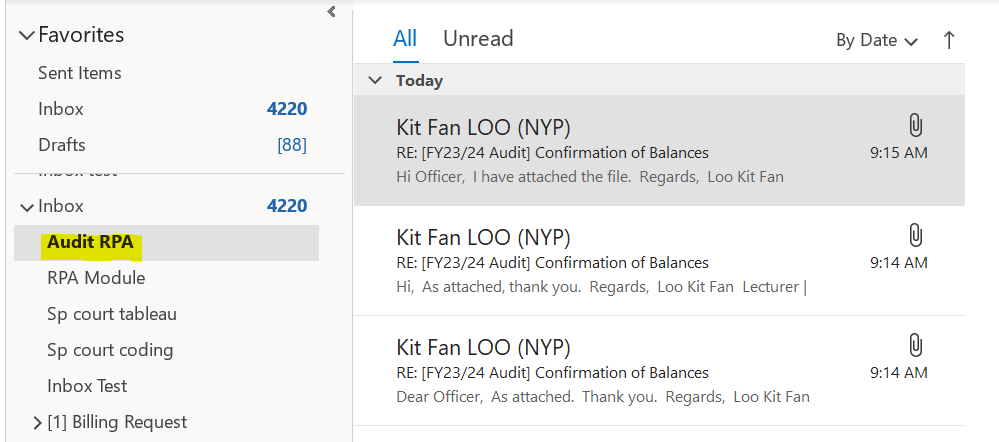 Favorites
Sent Items
Inbox 4220
Drafts [88]
Inbox test
Inbox 4220
Audit RPA
RPA Module
Sp court tableau
Sp court coding
Inbox Test
[1] Billing Request
All Unread By Date
Today
Kit Fan LOO (NYP)
RE: [FY23/24 Audit] Confirmation of Balances 9:15 AM
Hi Officer, I have attached the file. Regards, Loo Kit Fan
Kit Fan LOO (NYP)
RE: [FY23/24 Audit] Confirmation of Balances 9:14 AM
Hi, As attached, thank you. Regards, Loo Kit Fan Lecturer |
Kit Fan LOO (NYP)
RE: [FY23/24 Audit] Confirmation of Balances 9:14 AM
Dear Officer, As attached. Thank you. Regards, Loo Kit Fan